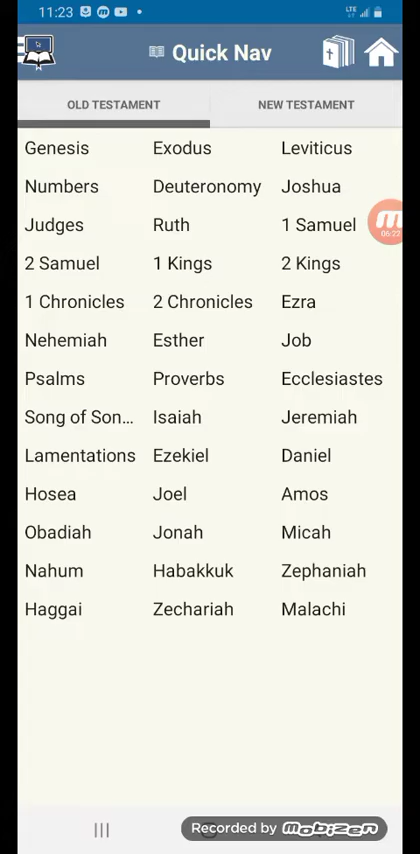 11:23 LTE
Quick Nav
OLD TESTAMENT NEW TESTAMENT
Genesis Exodus Leviticus
Numbers Deuteronomy Joshua
Judges Ruth 1 Samuel
06:22
2 Samuel 1 Kings 2 Kings
1 Chronicles 2 Chronicles Ezra
Nehemiah Esther Job
Psalms Proverbs Ecclesiastes
Song of Son... Isaiah Jeremiah
Lamentations Ezekiel Daniel
Hosea Joel Amos
Obadiah Jonah Micah
Nahum Habakkuk Zephaniah
Haggai Zechariah Malachi
Recorded by mobizen